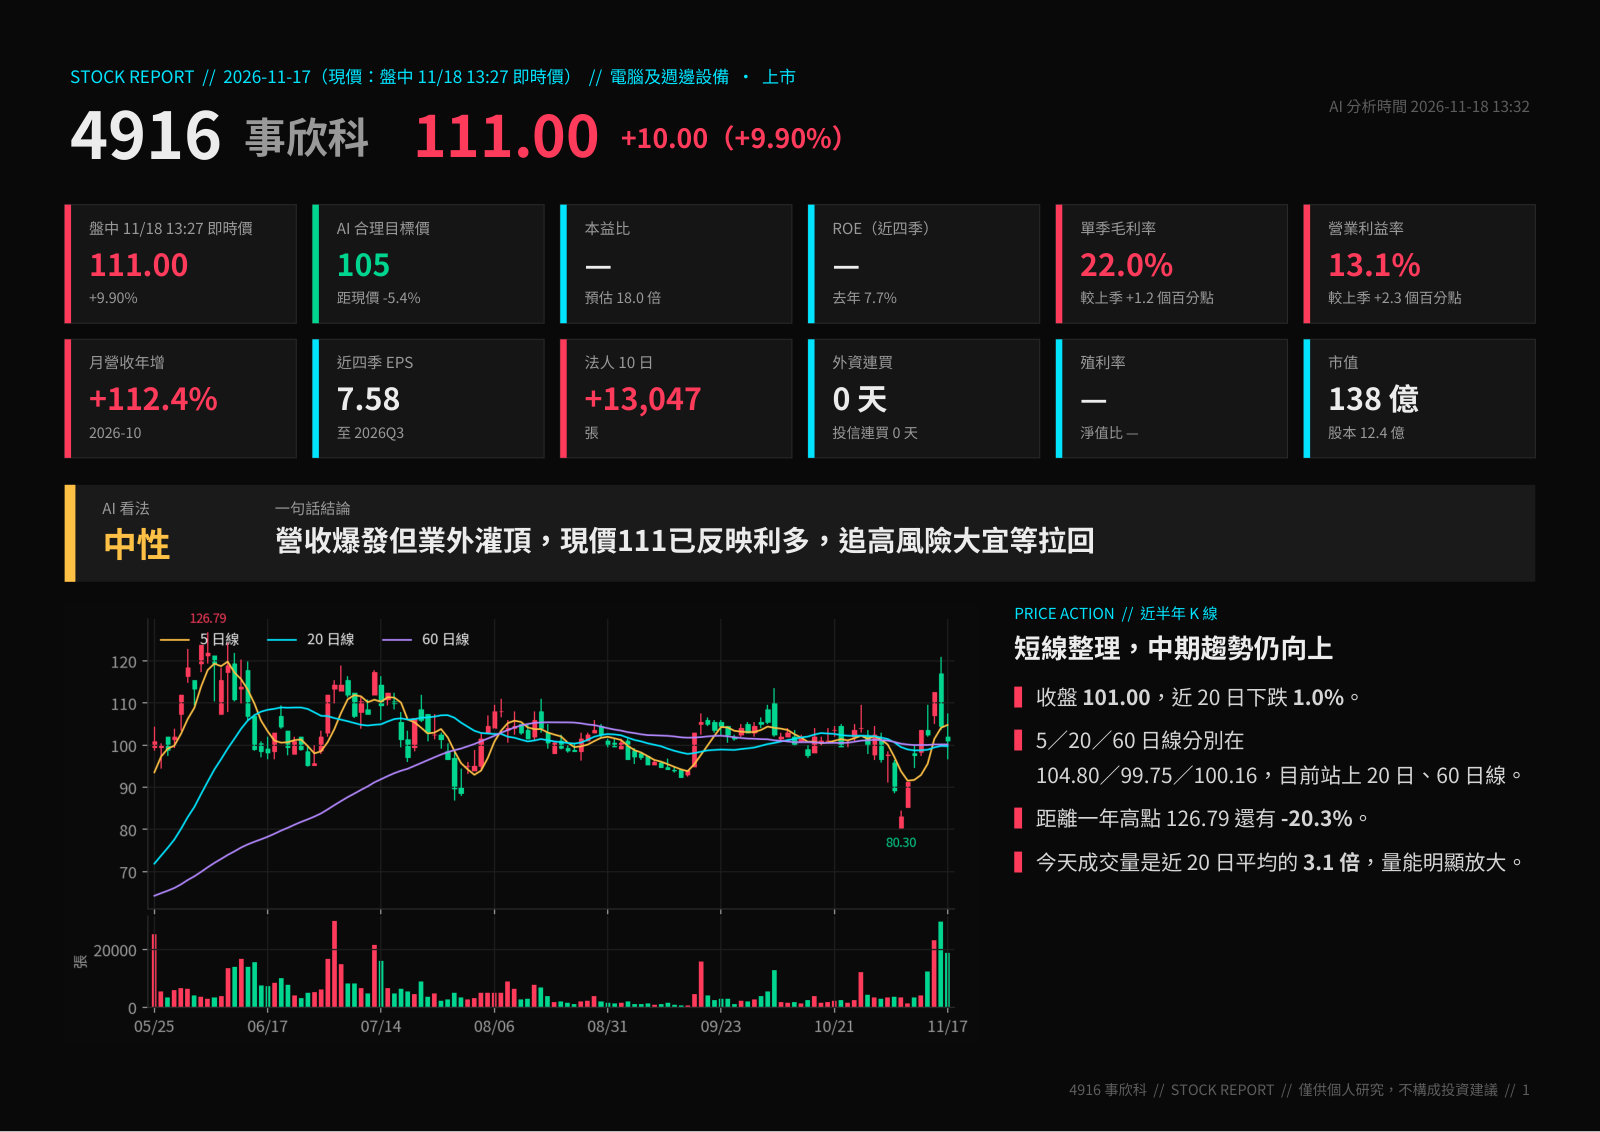 STOCK REPORT // 2026-11-17（現價：盤中 11/18 13:27 即時價） // 電腦及週邊設備 ・ 上市
AI 分析時間 2026-11-18 13:32
4916 事欣科 111.00 +10.00（+9.90%）
盤中 11/18 13:27 即時價
111.00
+9.90%
AI 合理目標價
105
距現價 -5.4%
本益比
—
預估 18.0 倍
ROE（近四季）
—
去年 7.7%
單季毛利率
22.0%
較上季 +1.2 個百分點
營業利益率
13.1%
較上季 +2.3 個百分點
月營收年增
+112.4%
2026-10
近四季 EPS
7.58
至 2026Q3
法人 10 日
+13,047
張
外資連買
0 天
投信連買 0 天
殖利率
—
淨值比 —
市值
138 億
股本 12.4 億
AI 看法
中性
一句話結論
營收爆發但業外灌頂，現價111已反映利多，追高風險大宜等拉回
126.79
5 日線 20 日線 60 日線
120
110
100
90
80
70
80.30
張
20000
0
05/25 06/17 07/14 08/06 08/31 09/23 10/21 11/17
PRICE ACTION // 近半年 K 線
短線整理，中期趨勢仍向上
收盤 101.00，近 20 日下跌 1.0%。
5／20／60 日線分別在
104.80／99.75／100.16，目前站上 20 日、60 日線。
距離一年高點 126.79 還有 -20.3%。
今天成交量是近 20 日平均的 3.1 倍，量能明顯放大。
4916 事欣科 // STOCK REPORT // 僅供個人研究，不構成投資建議 // 1